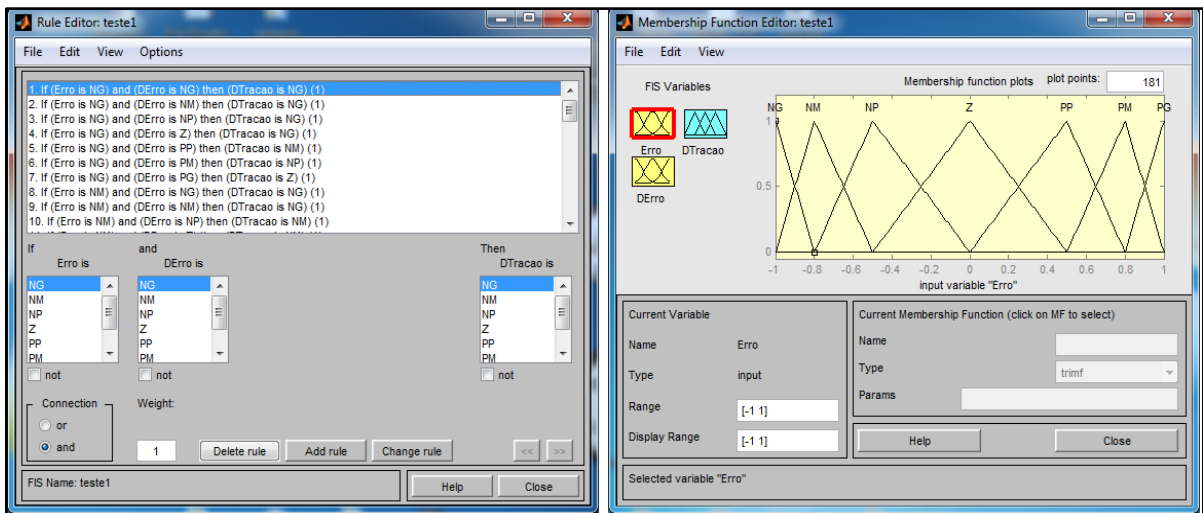 Rule Editor: teste1
File Edit View Options
1. If (Erro is NG) and (DErro is NG) then (DTracao is NG) (1)
2. If (Erro is NG) and (DErro is NM) then (DTracao is NG) (1)
3. If (Erro is NG) and (DErro is NP) then (DTracao is NG) (1)
4. If (Erro is NG) and (DErro is Z) then (DTracao is NG) (1)
5. If (Erro is NG) and (DErro is PP) then (DTracao is NM) (1)
6. If (Erro is NG) and (DErro is PM) then (DTracao is NP) (1)
7. If (Erro is NG) and (DErro is PG) then (DTracao is Z) (1)
8. If (Erro is NM) and (DErro is NG) then (DTracao is NG) (1)
9. If (Erro is NM) and (DErro is NM) then (DTracao is NG) (1)
10. If (Erro is NM) and (DErro is NP) then (DTracao is NM) (1)
If and Then
Erro is DErro is DTracao is
NG NG NG
NM NM NM
NP NP NP
Z Z Z
PP PP PP
PM PM PM
not not not
Connection Weight:
or
and 1 Delete rule Add rule Change rule << >>
FIS Name: teste1 Help Close
Membership Function Editor: teste1
File Edit View
FIS Variables
Erro DTracao
DErro
Membership function plots plot points: 181
NG NM NP Z PP PM PG
1
0.5
0
-1 -0.8 -0.6 -0.4 -0.2 0 0.2 0.4 0.6 0.8 1
input variable "Erro"
Current Variable
Name Erro
Type input
Range [-1 1]
Display Range [-1 1]
Current Membership Function (click on MF to select)
Name
Type trimf
Params
Help Close
Selected variable "Erro"